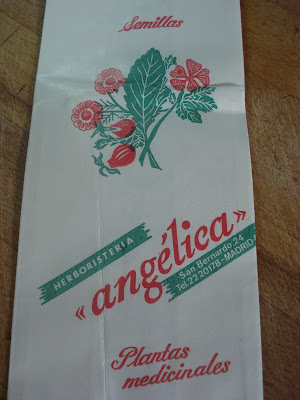 Semillas
HERBORISTERIA
«angélica»
San Bernardo, 24
Tel. 2220178-MADRID-
Plantas
medicinales